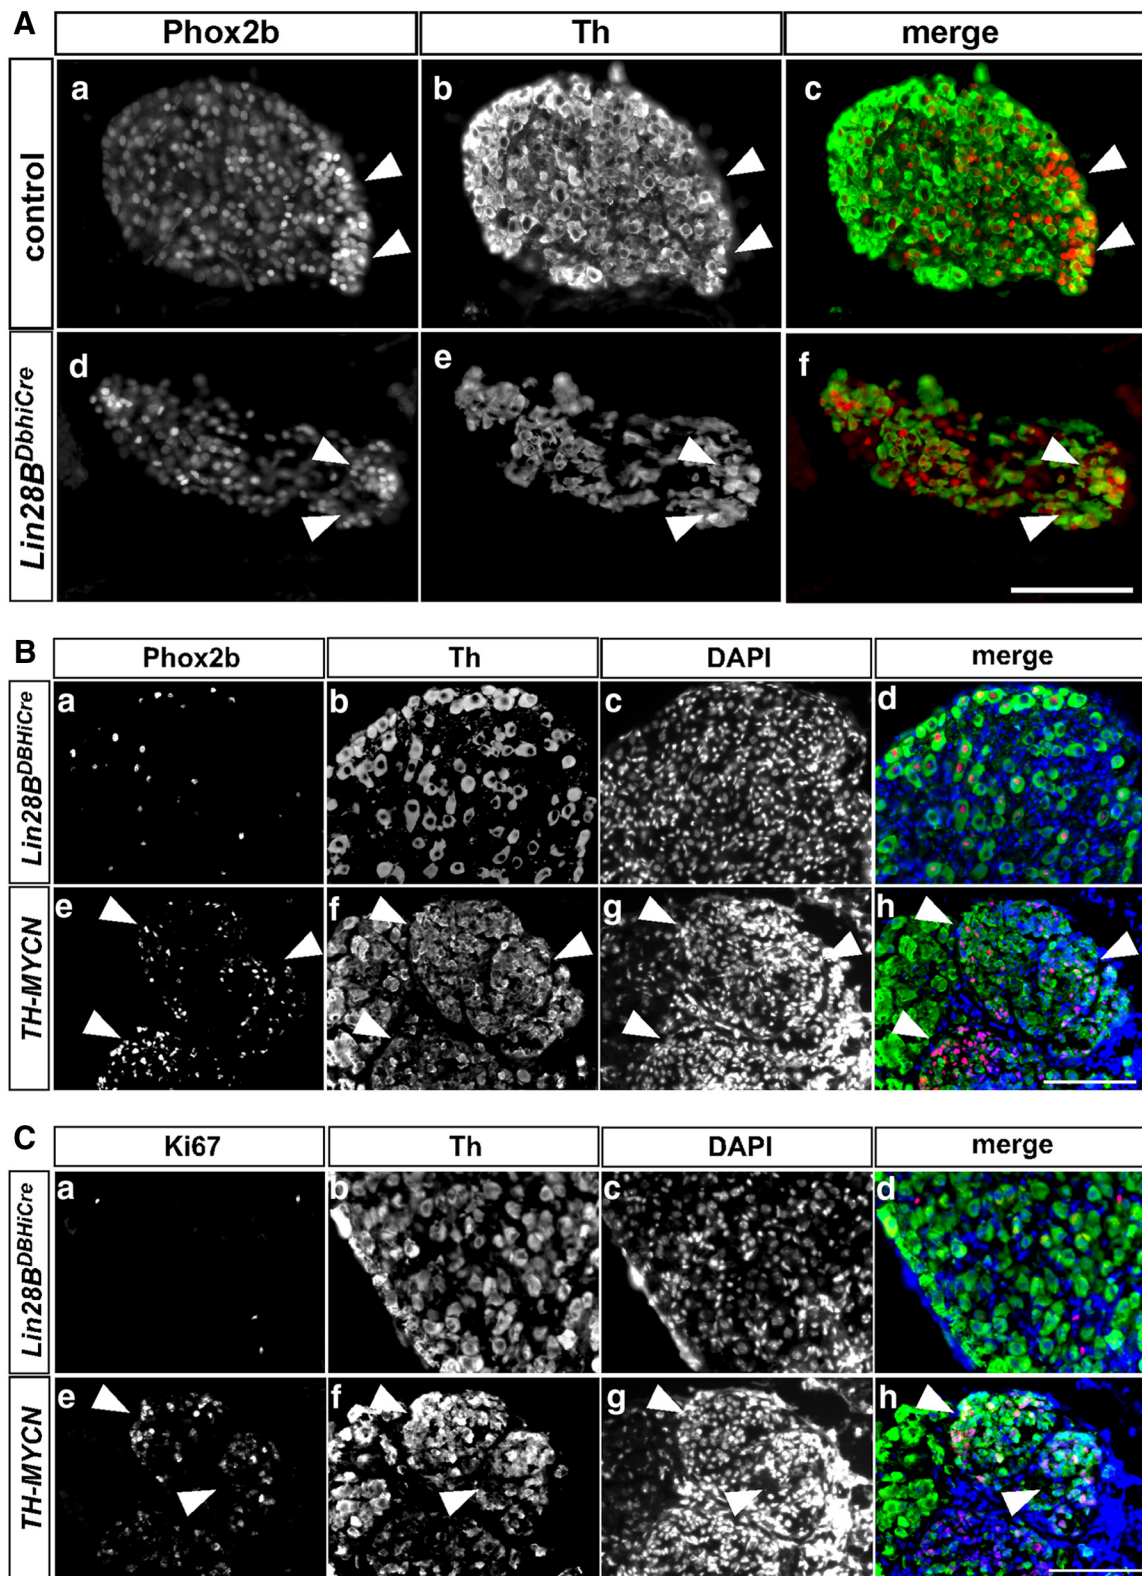 A
Phox2b Th merge
control
a b c
Lin28B^DbhiCre
d e f
B
Phox2b Th DAPI merge
Lin28B^DBHiCre
a b c d
TH-MYCN
e f g h
C
Ki67 Th DAPI merge
Lin28B^DBHiCre
a b c d
TH-MYCN
e f g h